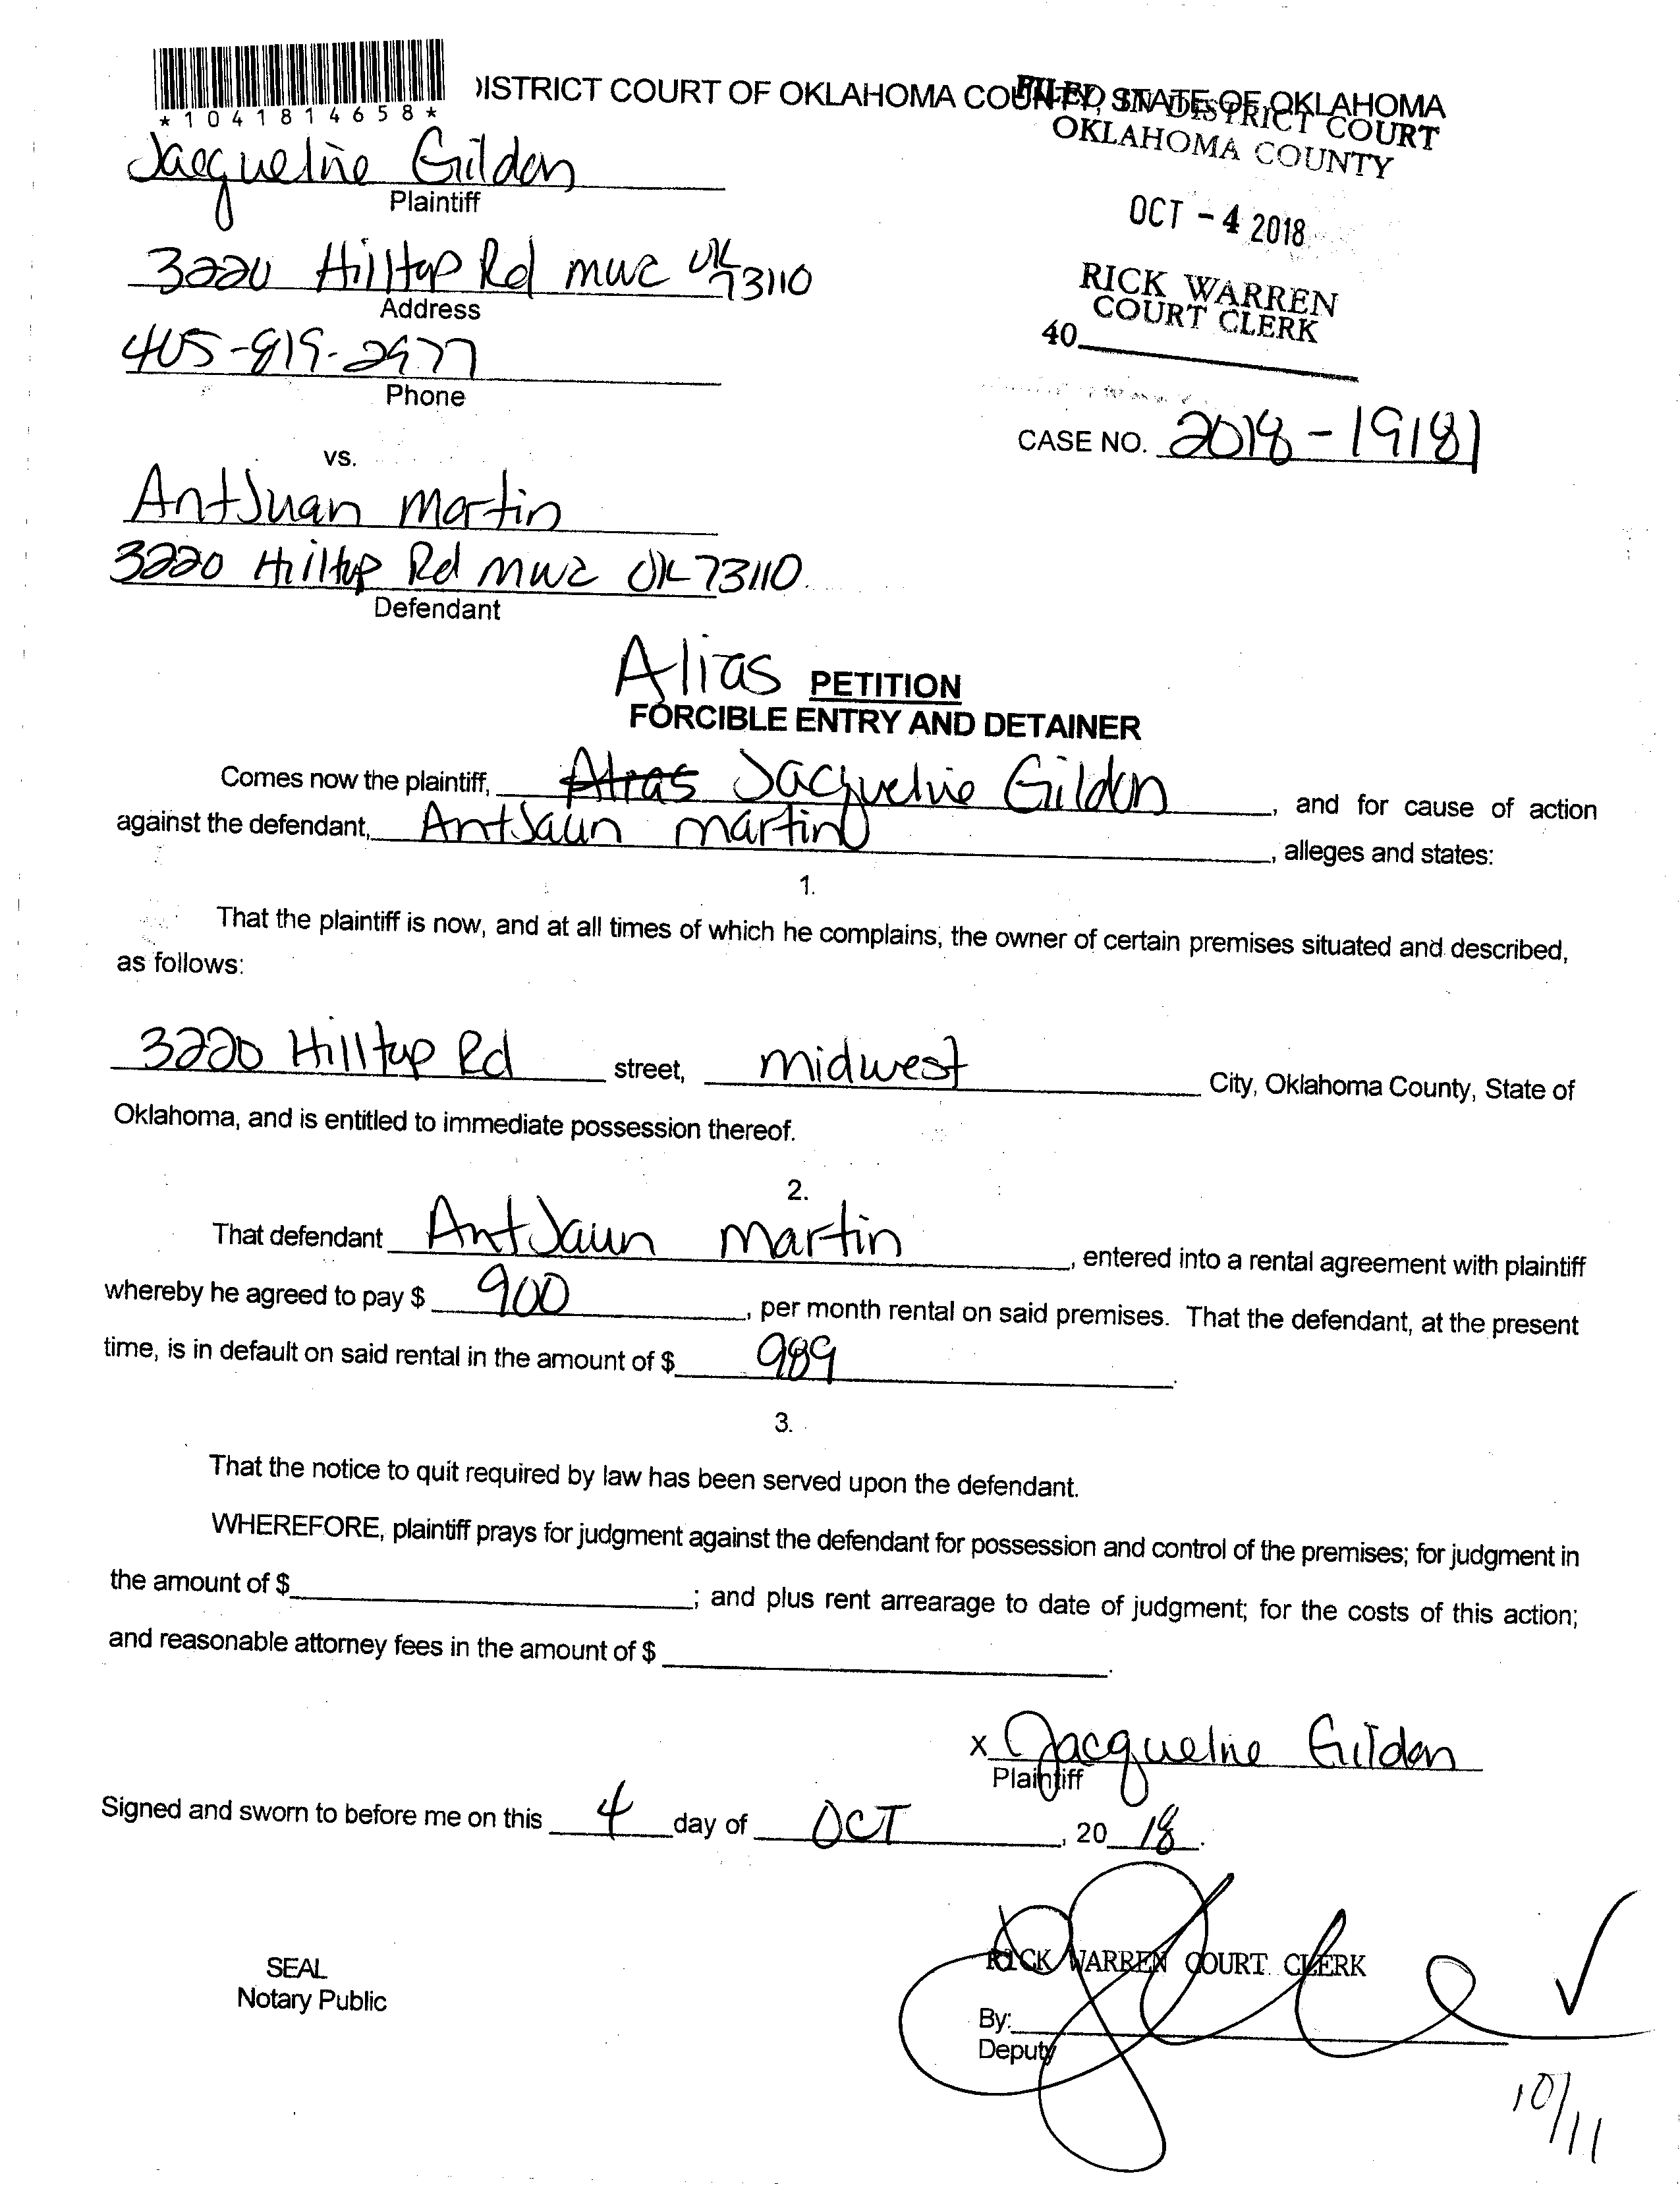 *1041814658*
DISTRICT COURT OF OKLAHOMA COUNTY, STATE OF OKLAHOMA
FILED IN DISTRICT COURT
OKLAHOMA COUNTY
OCT - 4 2018
RICK WARREN
COURT CLERK
40
Jacqueline Gildon
Plaintiff
3220 Hilltop Rd mwc OK 73110
Address
405-819-2977
Phone
CASE NO. 2018-19181
vs.
AntJuan Martin
3220 Hilltop Rd mwc OK 73110
Defendant
Alias PETITION
FORCIBLE ENTRY AND DETAINER
Comes now the plaintiff, Alias Jacqueline Gildon, and for cause of action
against the defendant, AntJaun martin, alleges and states:
1.
That the plaintiff is now, and at all times of which he complains, the owner of certain premises situated and described,
as follows:
3220 Hilltop Rd street, midwest City, Oklahoma County, State of
Oklahoma, and is entitled to immediate possession thereof.
2.
That defendant AntJaun martin, entered into a rental agreement with plaintiff
whereby he agreed to pay $ 900, per month rental on said premises. That the defendant, at the present
time, is in default on said rental in the amount of $ 989.
3.
That the notice to quit required by law has been served upon the defendant.
WHEREFORE, plaintiff prays for judgment against the defendant for possession and control of the premises; for judgment in
the amount of $; and plus rent arrearage to date of judgment; for the costs of this action;
and reasonable attorney fees in the amount of $.
x Jacqueline Gildon
Plaintiff
Signed and sworn to before me on this 4 day of OCT, 20 18.
SEAL
Notary Public
RICK WARREN COURT CLERK
By:
Deputy
10/11